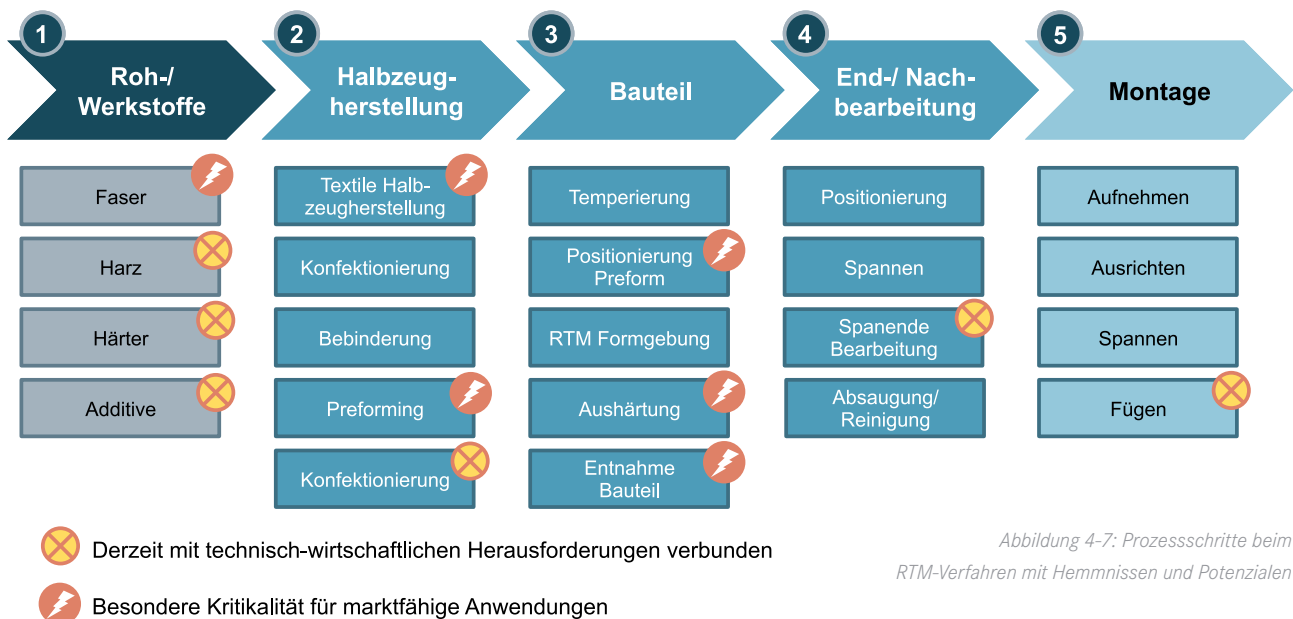 1
Roh-/
Werkstoffe
2
Halbzeug-
herstellung
3
Bauteil
4
End-/ Nach-
bearbeitung
5
Montage
Faser
Harz
Härter
Additive
Textile Halb-
zeugherstellung
Konfektionierung
Bebinderung
Preforming
Konfektionierung
Temperierung
Positionierung
Preform
RTM Formgebung
Aushärtung
Entnahme
Bauteil
Positionierung
Spannen
Spanende
Bearbeitung
Absaugung/
Reinigung
Aufnehmen
Ausrichten
Spannen
Fügen
Derzeit mit technisch-wirtschaftlichen Herausforderungen verbunden
Besondere Kritikalität für marktfähige Anwendungen
Abbildung 4-7: Prozessschritte beim
RTM-Verfahren mit Hemmnissen und Potenzialen